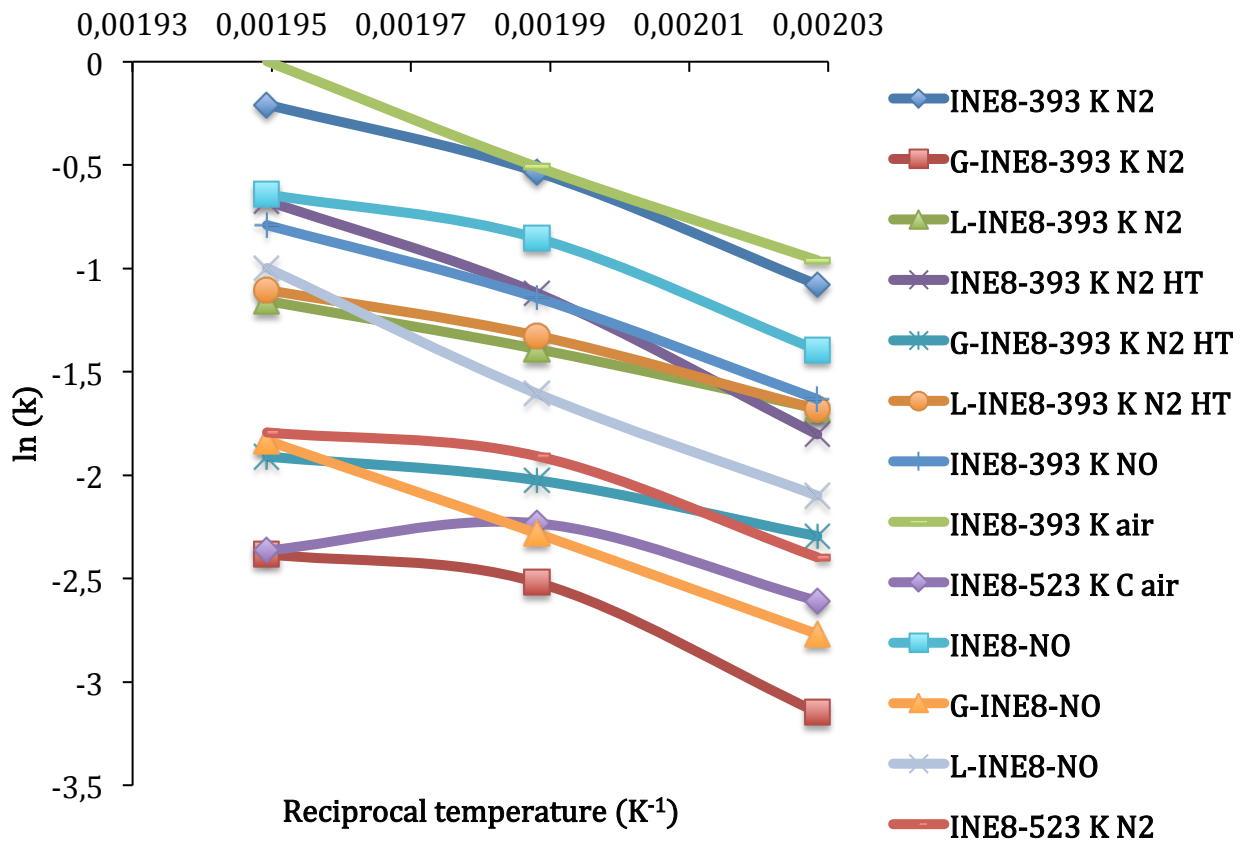 0,00193 0,00195 0,00197 0,00199 0,00201 0,00203
0
-0,5
-1
-1,5
-2
-2,5
-3
-3,5
ln (k)
Reciprocal temperature (K⁻¹)
INE8-393 K N2
G-INE8-393 K N2
L-INE8-393 K N2
INE8-393 K N2 HT
G-INE8-393 K N2 HT
L-INE8-393 K N2 HT
INE8-393 K NO
INE8-393 K air
INE8-523 K C air
INE8-NO
G-INE8-NO
L-INE8-NO
INE8-523 K N2